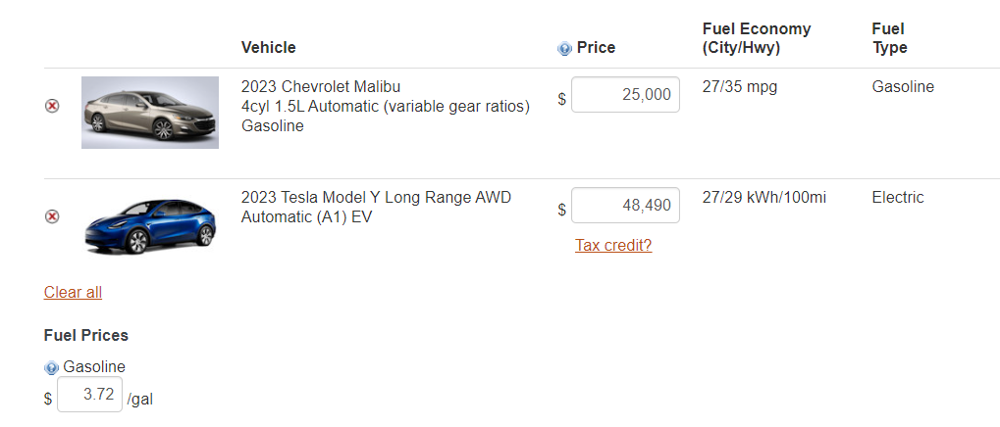 Vehicle
Price
Fuel Economy
(City/Hwy)
Fuel
Type
2023 Chevrolet Malibu
4cyl 1.5L Automatic (variable gear ratios)
Gasoline
$ 25,000
27/35 mpg
Gasoline
2023 Tesla Model Y Long Range AWD
Automatic (A1) EV
$ 48,490
Tax credit?
27/29 kWh/100mi
Electric
Clear all
Fuel Prices
Gasoline
$ 3.72 /gal